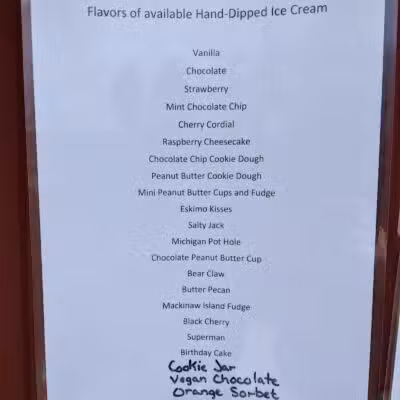 Flavors of available Hand-Dipped Ice Cream
Vanilla
Chocolate
Strawberry
Mint Chocolate Chip
Cherry Cordial
Raspberry Cheesecake
Chocolate Chip Cookie Dough
Peanut Butter Cookie Dough
Mini Peanut Butter Cups and Fudge
Eskimo Kisses
Salty Jack
Michigan Pot Hole
Chocolate Peanut Butter Cup
Bear Claw
Butter Pecan
Mackinaw Island Fudge
Black Cherry
Superman
Birthday Cake
Cookie Jar
Vegan Chocolate
Orange Sorbet